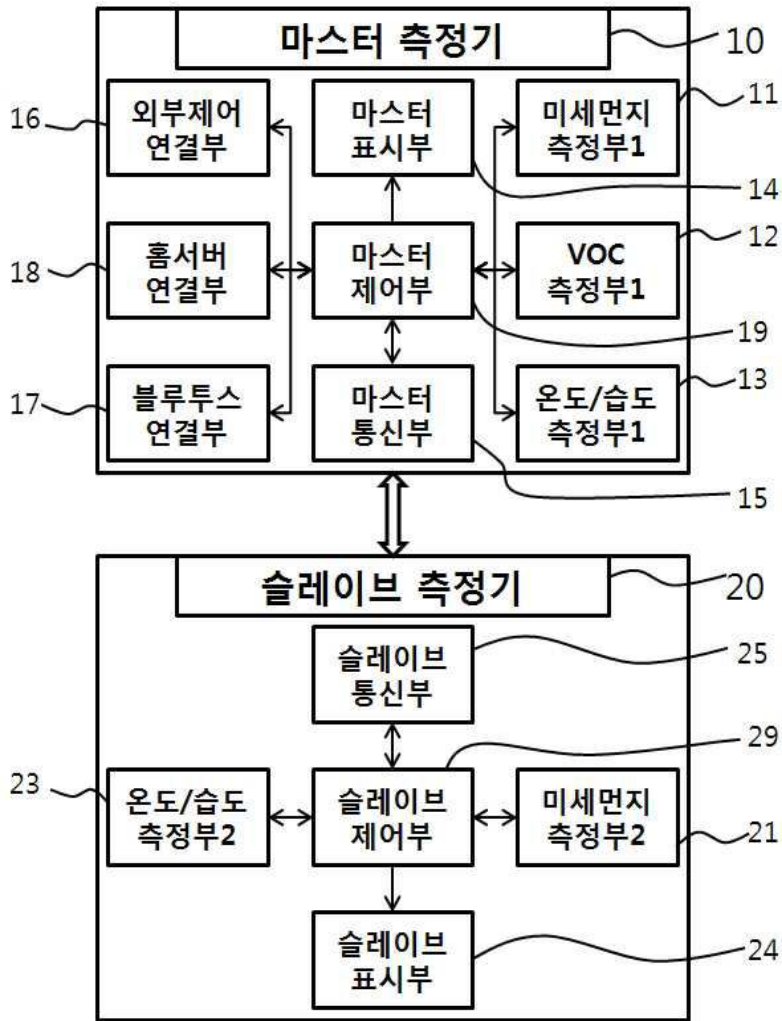 마스터 측정기
10
16
외부제어
연결부
마스터
표시부
미세먼지
측정부1
11
14
18
홈서버
연결부
마스터
제어부
VOC
측정부1
12
19
17
블루투스
연결부
마스터
통신부
온도/습도
측정부1
13
15
슬레이브 측정기
20
슬레이브
통신부
25
29
23
온도/습도
측정부2
슬레이브
제어부
미세먼지
측정부2
21
슬레이브
표시부
24